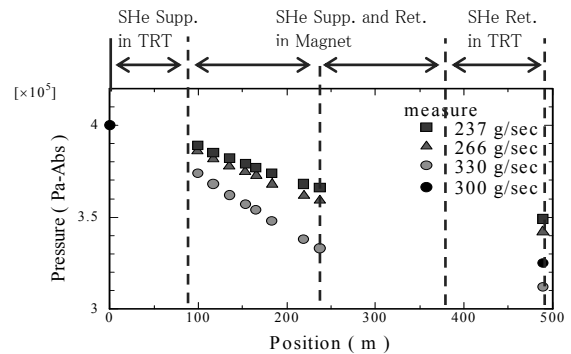 SHe Supp.
in TRT
SHe Supp. and Ret.
in Magnet
SHe Ret.
in TRT
[×10⁵]
measure
237 g/sec
266 g/sec
330 g/sec
300 g/sec
Pressure ( Pa-Abs )
4
3.5
3
0
100
200
300
400
500
Position ( m )